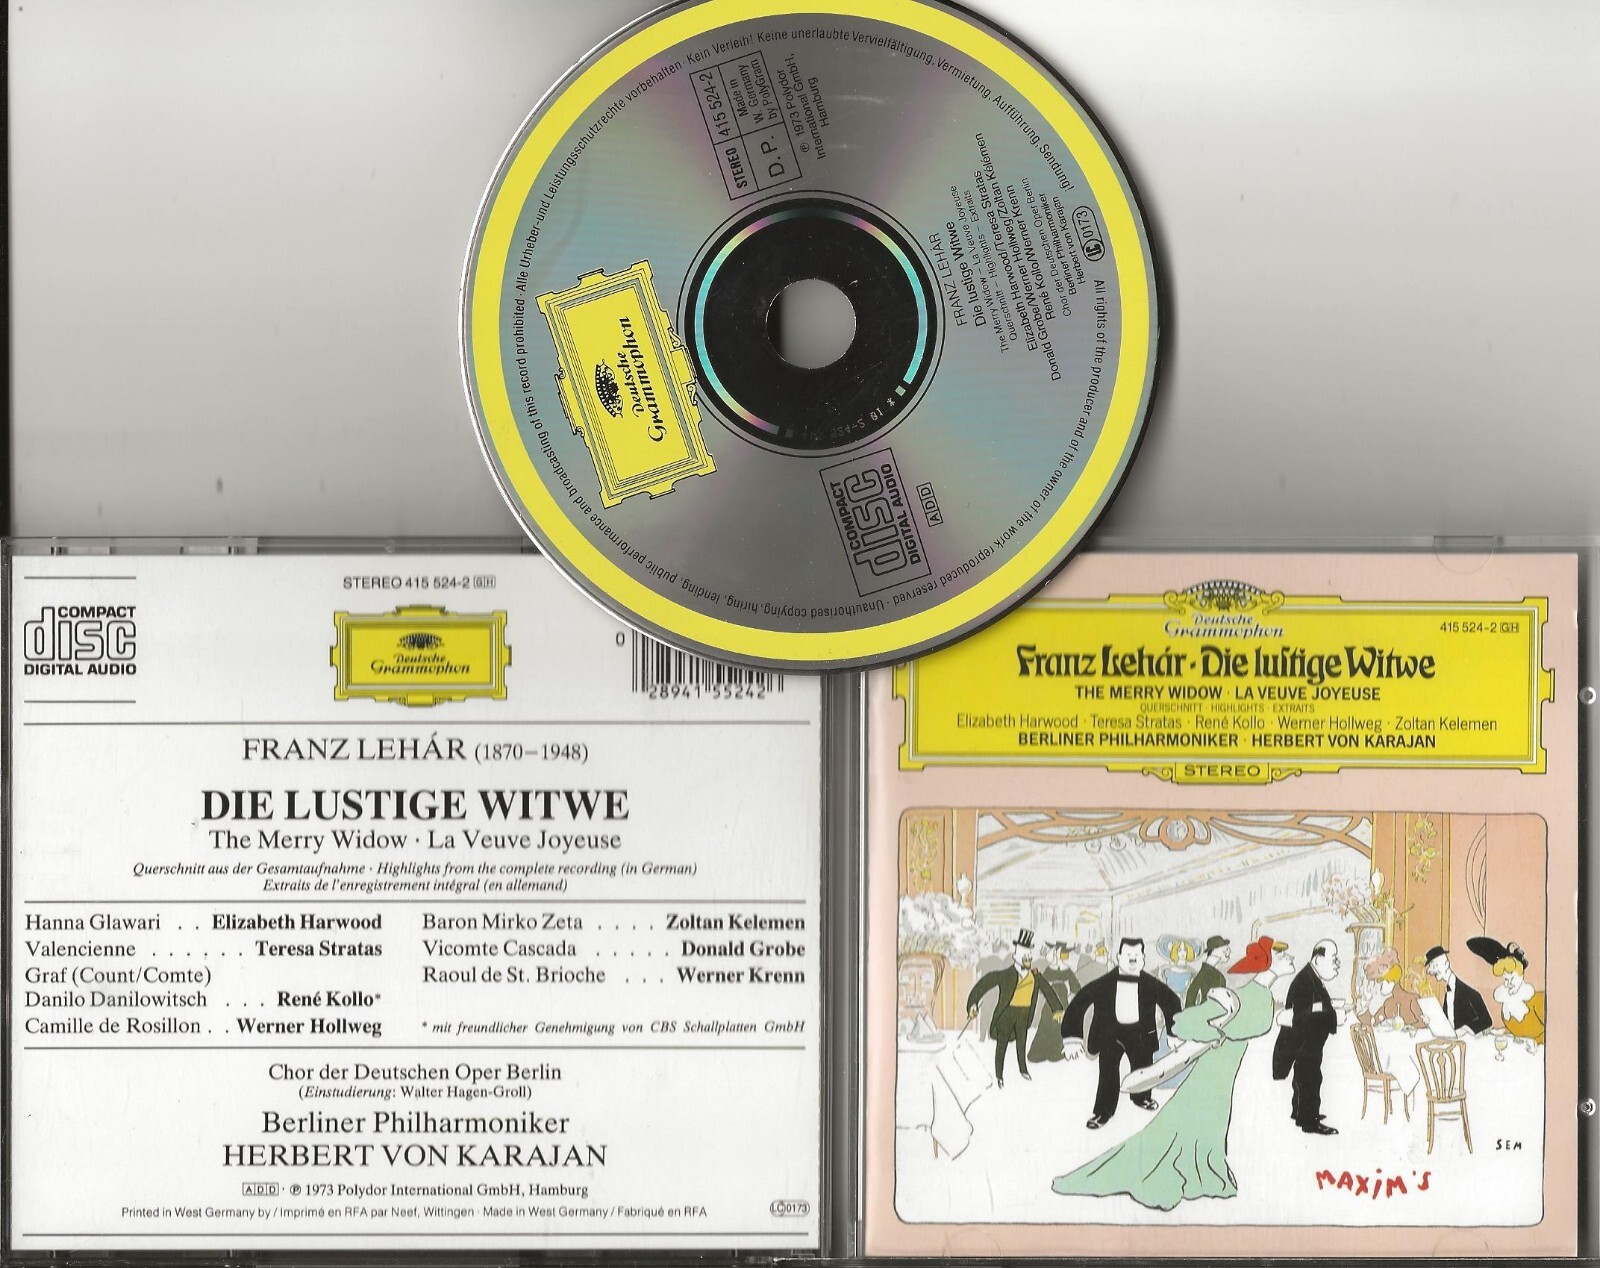 Alle Urheber-und Leistungsschutzrechte vorbehalten · Kein Verleih! Keine unerlaubte Vervielfältigung, Vermietung, Aufführung, Sendung!
All rights of the producer and of the owner of the work reproduced reserved · Unauthorised copying, hiring, lending, public performance and broadcasting of this record prohibited ·
STEREO 415 524-2
D.P.
Made in
W. Germany
by PolyGram
℗ 1973 Polydor
International GmbH,
Hamburg
Deutsche
Grammophon
FRANZ LEHÁR
Die lustige Witwe
The Merry Widow – La Veuve Joyeuse
Querschnitt – Highlights – Extraits
Elizabeth Harwood/Teresa Stratas
Donald Grobe/Werner Hollweg/Zoltan Kélémen
René Kollo/Werner Krenn
Chor der Deutschen Oper Berlin
Berliner Philharmoniker
Herbert von Karajan
LC 0173
COMPACT
disc
DIGITAL AUDIO
ADD
524-2 01 *
COMPACT
disc
DIGITAL AUDIO
STEREO 415 524-2 GH
Deutsche
Grammophon
0
28941 55242
FRANZ LEHÁR (1870–1948)
DIE LUSTIGE WITWE
The Merry Widow · La Veuve Joyeuse
Querschnitt aus der Gesamtaufnahme · Highlights from the complete recording (in German)
Extraits de l'enregistrement intégral (en allemand)
Hanna Glawari . . Elizabeth Harwood
Valencienne . . . . . . Teresa Stratas
Graf (Count/Comte)
Danilo Danilowitsch . . . René Kollo*
Camille de Rosillon . . Werner Hollweg
Baron Mirko Zeta . . . . Zoltan Kelemen
Vicomte Cascada . . . . . Donald Grobe
Raoul de St. Brioche . . . Werner Krenn
* mit freundlicher Genehmigung von CBS Schallplatten GmbH
Chor der Deutschen Oper Berlin
(Einstudierung: Walter Hagen-Groll)
Berliner Philharmoniker
HERBERT VON KARAJAN
ADD · ℗ 1973 Polydor International GmbH, Hamburg
Printed in West Germany by / Imprimé en RFA par Neef, Wittingen · Made in West Germany / Fabriqué en RFA
LC 0173
Deutsche
Grammophon
415 524-2 GH
Franz Lehár · Die luſtige Witwe
THE MERRY WIDOW · LA VEUVE JOYEUSE
QUERSCHNITT · HIGHLIGHTS · EXTRAITS
Elizabeth Harwood · Teresa Stratas · René Kollo · Werner Hollweg · Zoltan Kelemen
BERLINER PHILHARMONIKER · HERBERT VON KARAJAN
STEREO
SEM
MAXIM'S